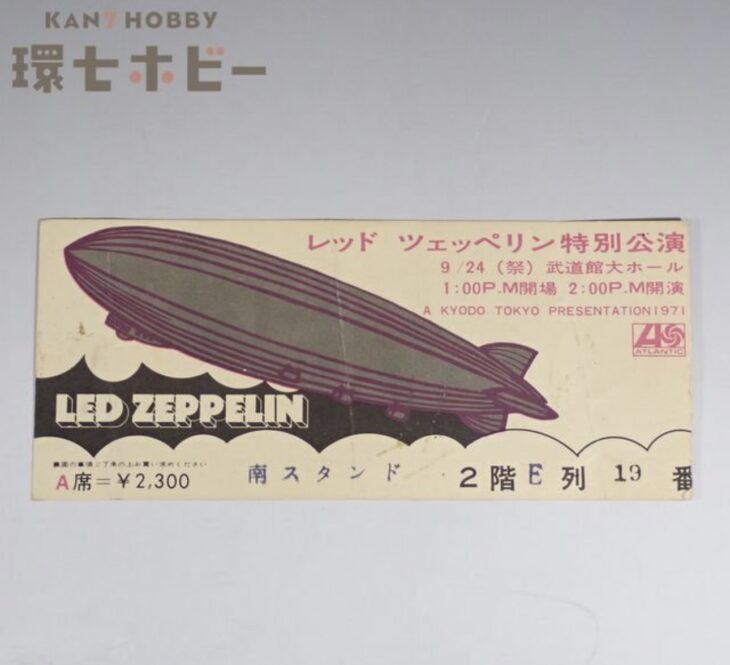 KAN７HOBBY
環七ホビー
レッド ツェッペリン特別公演
9/24（祭）武道館大ホール
1:00P.M開場 2:00P.M開演
A KYODO TOKYO PRESENTATION 1971
ATLANTIC
LED ZEPPELIN
A席=￥2,300
南スタンド 2階E列 19 番